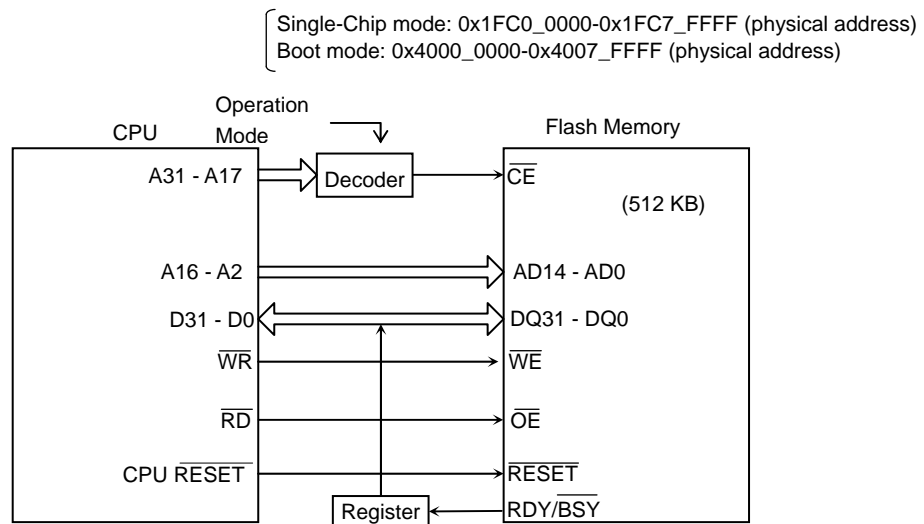 Single-Chip mode: 0x1FC0_0000-0x1FC7_FFFF (physical address)
Boot mode: 0x4000_0000-0x4007_FFFF (physical address)
Operation
Mode
CPU
Flash Memory
A31 - A17
Decoder
CE
(512 KB)
A16 - A2
AD14 - AD0
D31 - D0
DQ31 - DQ0
WR
WE
RD
OE
CPU RESET
RESET
Register
RDY/BSY